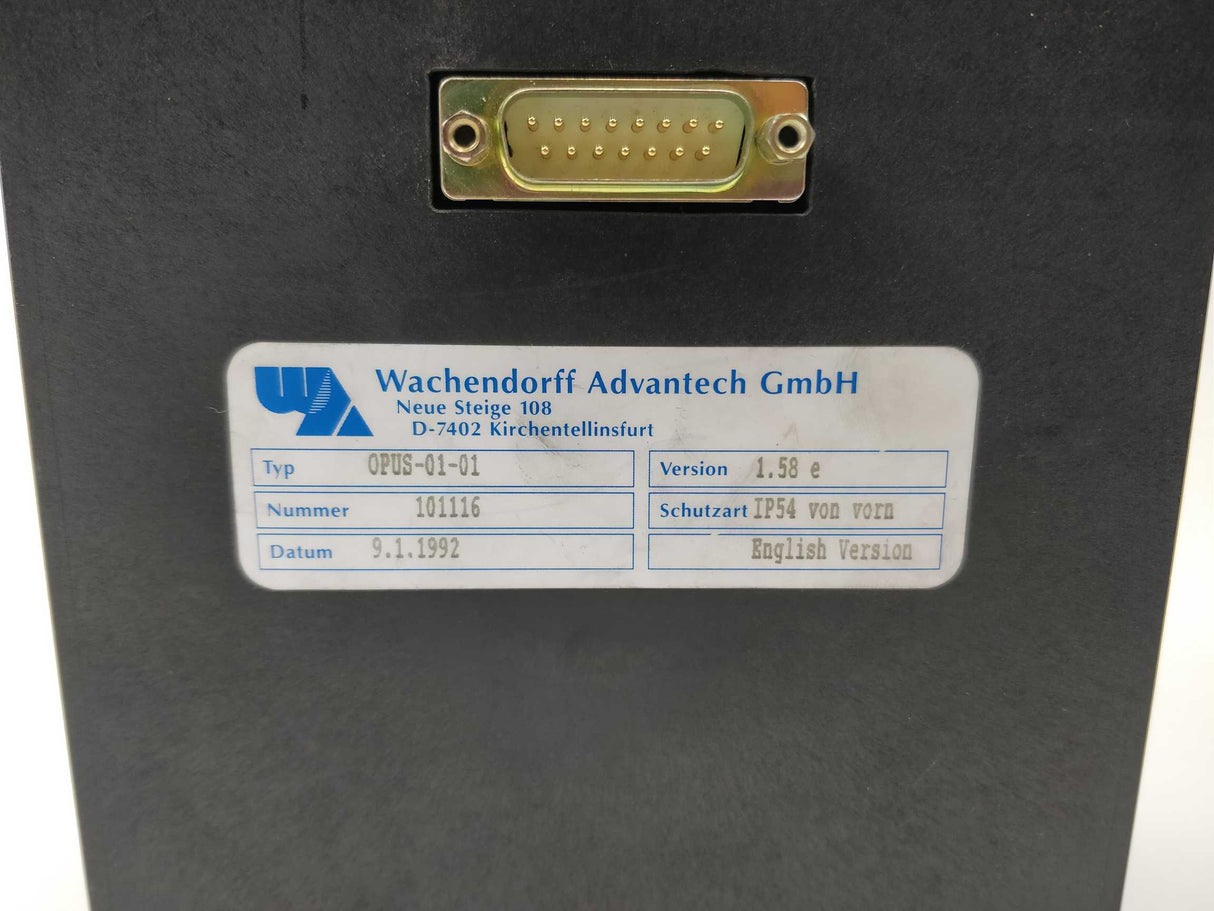 WA
Wachendorff Advantech GmbH
Neue Steige 108
D-7402 Kirchentellinsfurt
Typ OPUS-01-01
Version 1.58 e
Nummer 101116
Schutzart IP54 von vorn
Datum 9.1.1992
English Version